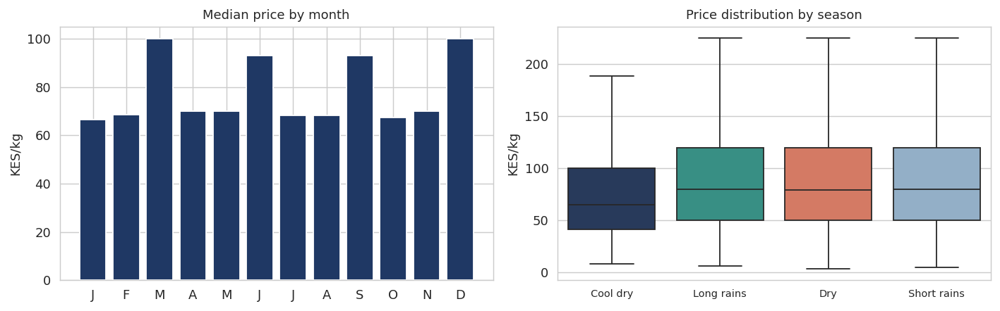 Median price by month
KES/kg
100
80
60
40
20
0
J F M A M J J A S O N D
Price distribution by season
KES/kg
200
150
100
50
0
Cool dry Long rains Dry Short rains